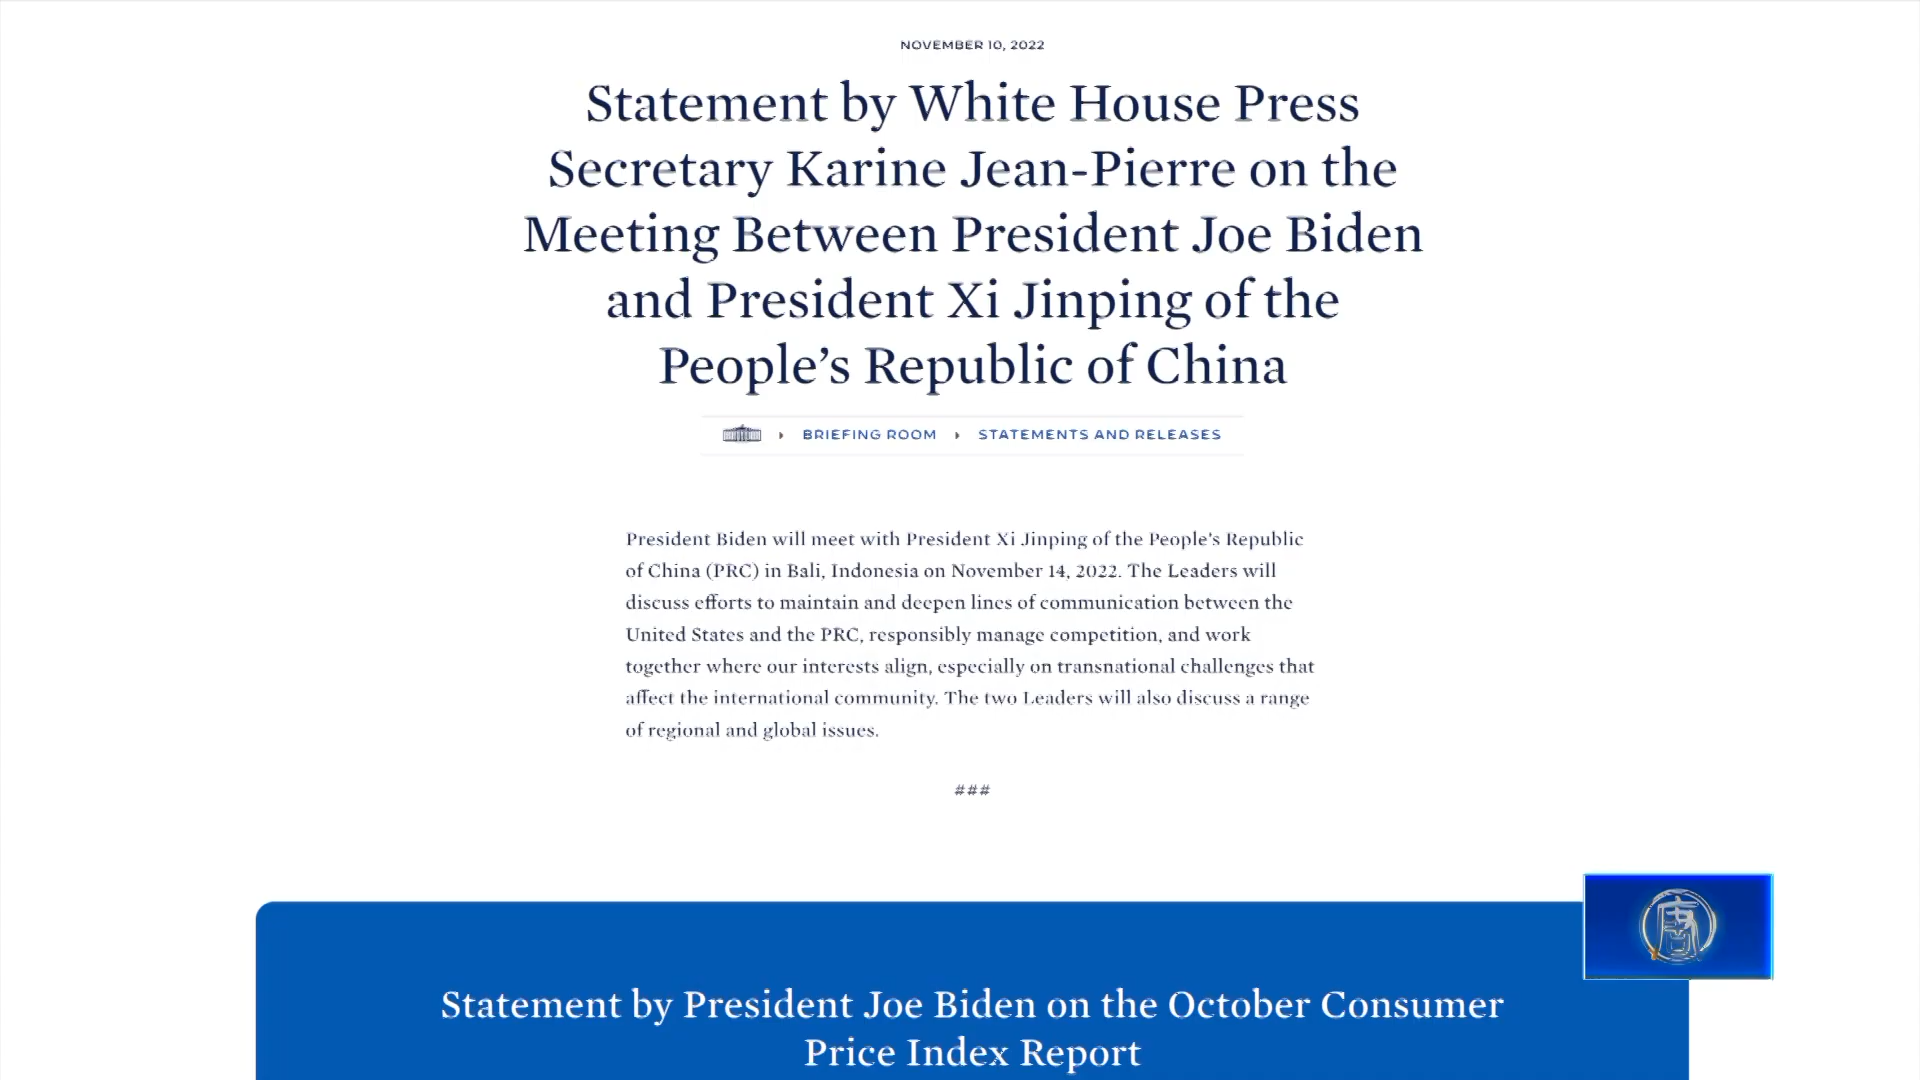 NOVEMBER 10, 2022
Statement by White House Press
Secretary Karine Jean-Pierre on the
Meeting Between President Joe Biden
and President Xi Jinping of the
People’s Republic of China
BRIEFING ROOM
STATEMENTS AND RELEASES
President Biden will meet with President Xi Jinping of the People’s Republic
of China (PRC) in Bali, Indonesia on November 14, 2022. The Leaders will
discuss efforts to maintain and deepen lines of communication between the
United States and the PRC, responsibly manage competition, and work
together where our interests align, especially on transnational challenges that
affect the international community. The two Leaders will also discuss a range
of regional and global issues.
###
Statement by President Joe Biden on the October Consumer
Price Index Report